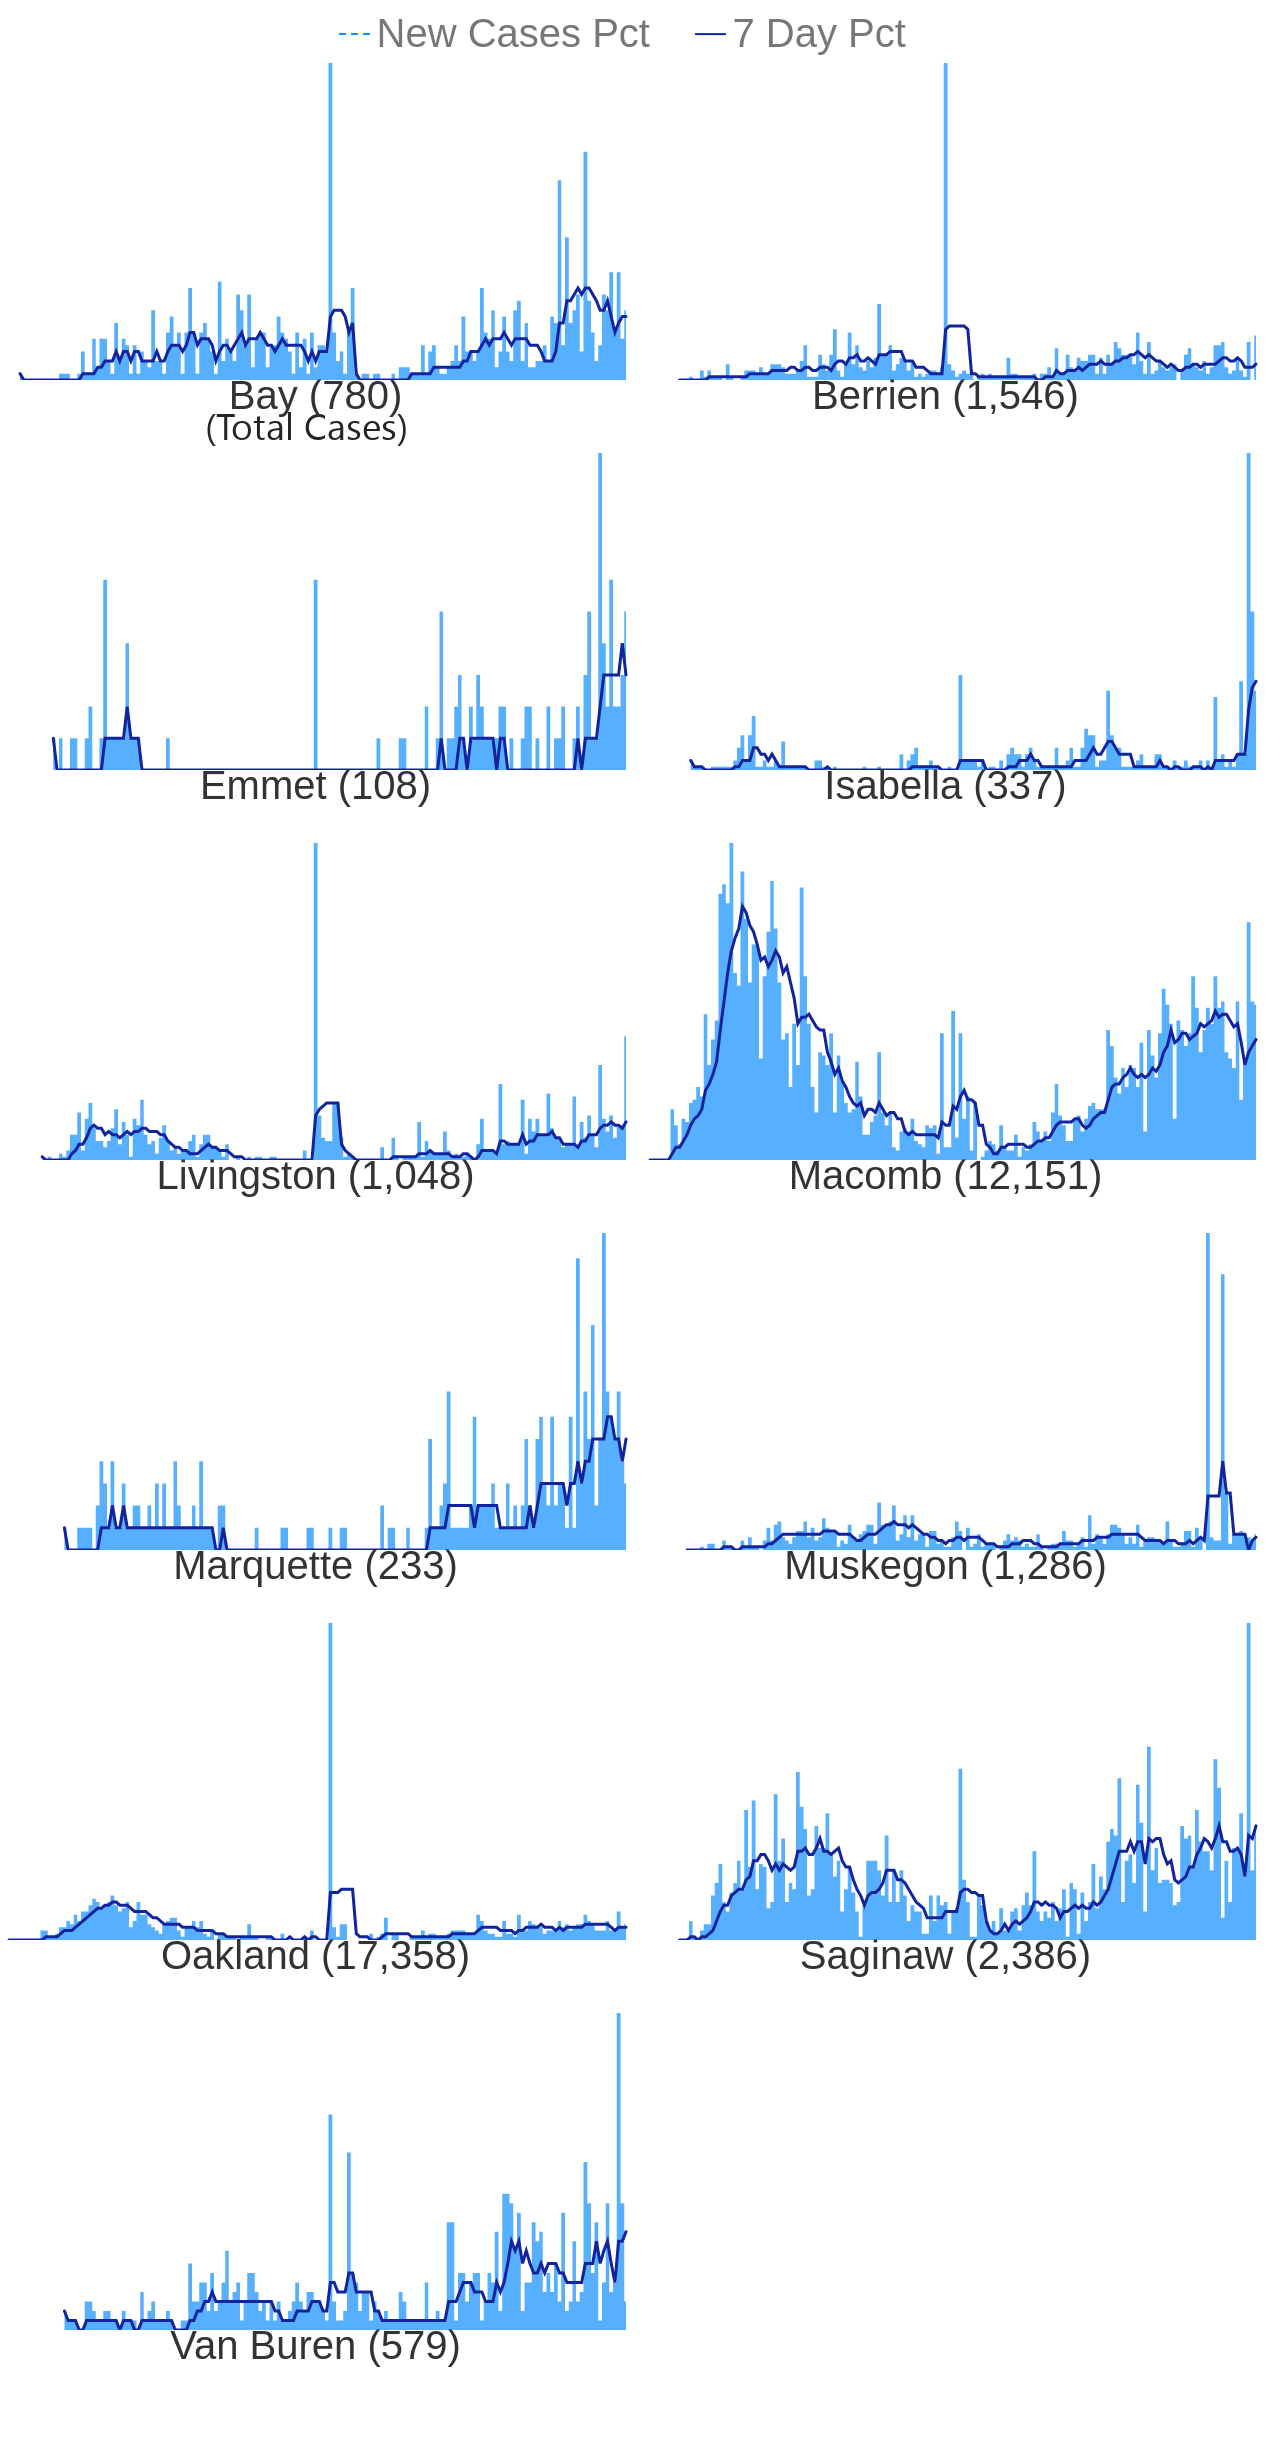 New Cases Pct 7 Day Pct
Bay (780)
(Total Cases)
Berrien (1,546)
Emmet (108)
Isabella (337)
Livingston (1,048)
Macomb (12,151)
Marquette (233)
Muskegon (1,286)
Oakland (17,358)
Saginaw (2,386)
Van Buren (579)